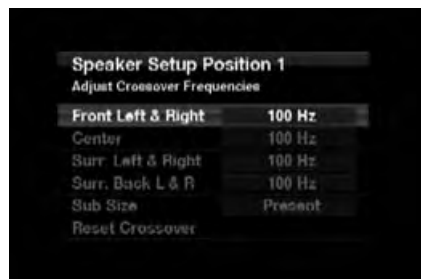 Speaker Setup Position 1
Adjust Crossover Frequencies
Front Left & Right 100 Hz
Center 100 Hz
Surr. Left & Right 100 Hz
Surr. Back L & R 100 Hz
Sub Size Present
Reset Crossover